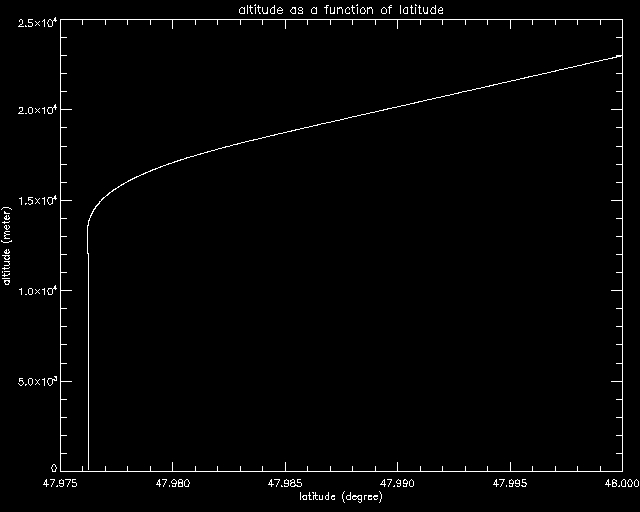 altitude as a function of latitude
2.5×10⁴
2.0×10⁴
1.5×10⁴
1.0×10⁴
5.0×10³
0
altitude (meter)
47.975 47.980 47.985 47.990 47.995 48.000
latitude (degree)